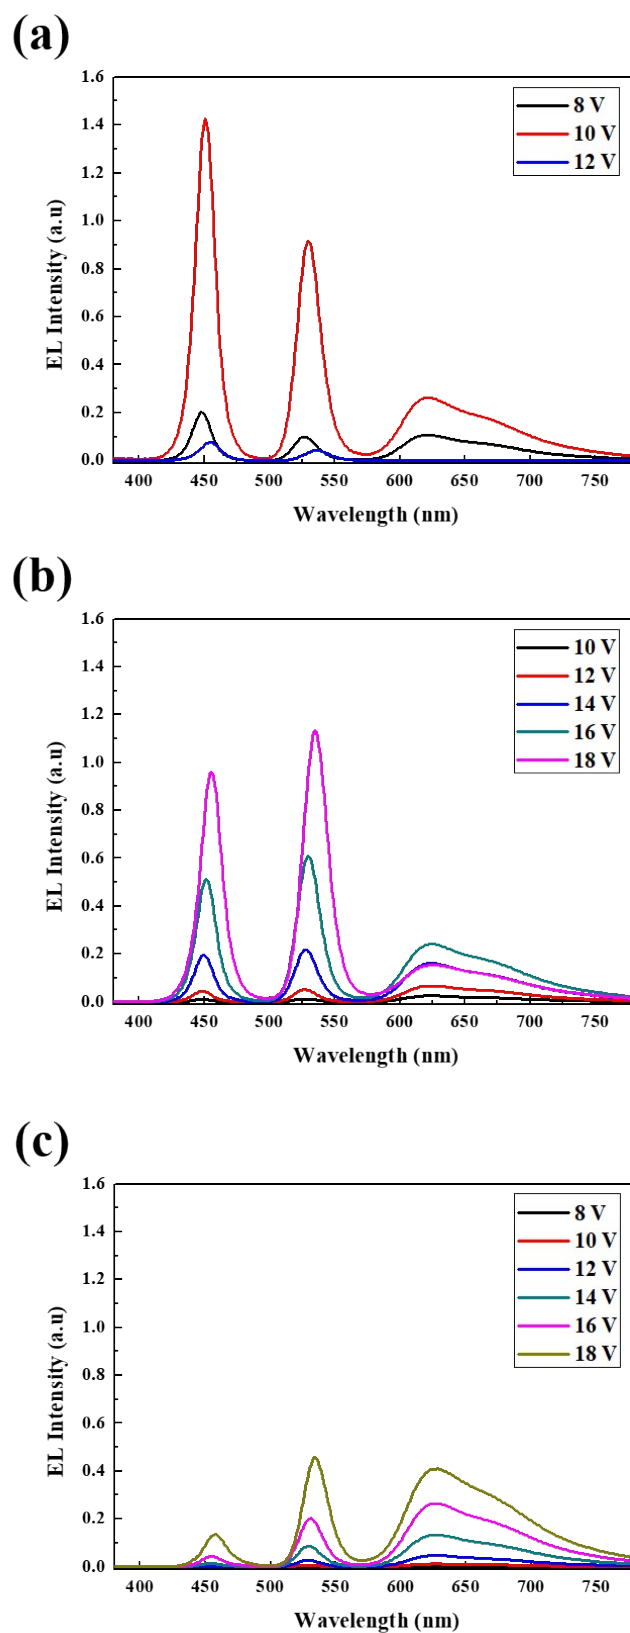 (a)
1.6
1.4
1.2
1.0
0.8
0.6
0.4
0.2
0.0
EL Intensity (a.u)
8 V
10 V
12 V
400 450 500 550 600 650 700 750
Wavelength (nm)
(b)
1.6
1.4
1.2
1.0
0.8
0.6
0.4
0.2
0.0
EL Intensity (a.u)
10 V
12 V
14 V
16 V
18 V
400 450 500 550 600 650 700 750
Wavelength (nm)
(c)
1.6
1.4
1.2
1.0
0.8
0.6
0.4
0.2
0.0
EL Intensity (a.u)
8 V
10 V
12 V
14 V
16 V
18 V
400 450 500 550 600 650 700 750
Wavelength (nm)